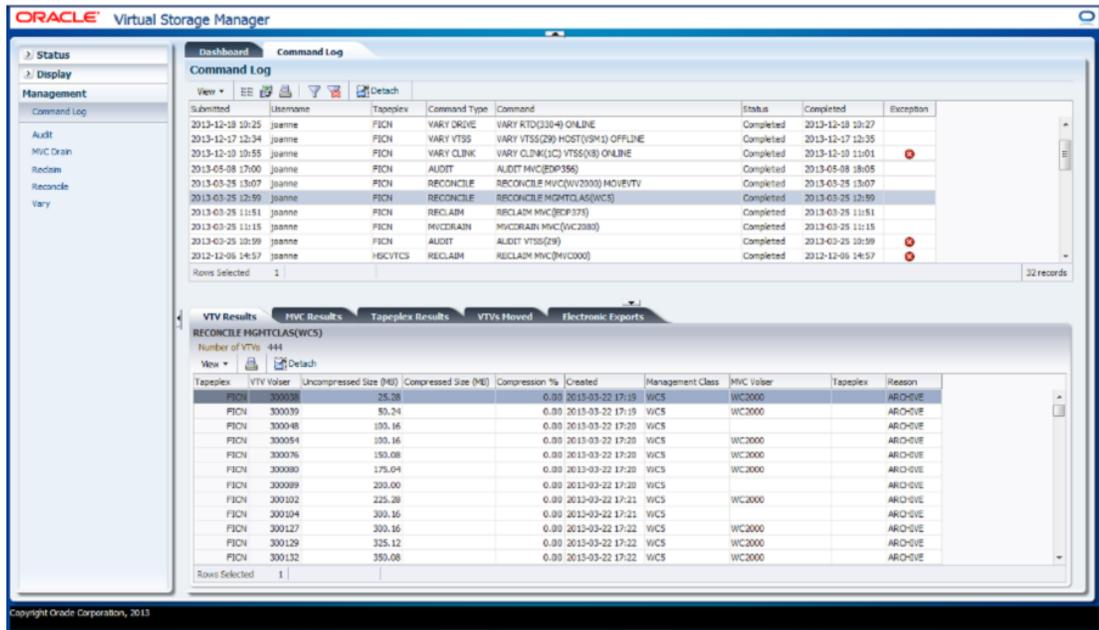 ORACLE Virtual Storage Manager
Status
Display
Management
Command Log
Audit
MVC Drain
Reclaim
Reconcile
Vary
Dashboard Command Log
Command Log
View Detach
Submitted Username Tapeplex Command Type Command Status Completed Exception
2013-12-18 10:25 joanne FICN VARY DRIVE VARY RTD(3304) ONLINE Completed 2013-12-18 10:27
2013-12-17 12:34 joanne FICN VARY VTSS VARY VTSS(Z9) HOST(VSM1) OFFLINE Completed 2013-12-17 12:35
2013-12-10 10:55 joanne FICN VARY CLINK VARY CLINK(1C) VTSS(X8) ONLINE Completed 2013-12-10 11:01
2013-05-08 17:00 joanne FICN AUDIT AUDIT MVC(EDP356) Completed 2013-05-08 18:05
2013-03-25 13:07 joanne FICN RECONCILE RECONCILE MVC(WV2000) MOVEVTV Completed 2013-03-25 13:07
2013-03-25 12:59 joanne FICN RECONCILE RECONCILE MGMTCLAS(WC5) Completed 2013-03-25 12:59
2013-03-25 11:51 joanne FICN RECLAIM RECLAIM MVC(EDP375) Completed 2013-03-25 11:51
2013-03-25 11:15 joanne FICN MVCDRAIN MVCDRAIN MVC(WC2080) Completed 2013-03-25 11:15
2013-03-25 10:59 joanne FICN AUDIT AUDIT VTSS(Z9) Completed 2013-03-25 10:59
2012-12-06 14:57 joanne HSCVTCS RECLAIM RECLAIM MVC(MVC000) Completed 2012-12-06 14:57
Rows Selected 1 32 records
VTV Results MVC Results Tapeplex Results VTVs Moved Electronic Exports
RECONCILE MGMTCLAS(WC5)
Number of VTVs 444
View Detach
Tapeplex VTV Volser Uncompressed Size (MB) Compressed Size (MB) Compression % Created Management Class MVC Volser Tapeplex Reason
FICN 300038 25.28 0.00 2013-03-22 17:19 WC5 WC2000 ARCHIVE
FICN 300039 50.24 0.00 2013-03-22 17:19 WC5 WC2000 ARCHIVE
FICN 300048 100.16 0.00 2013-03-22 17:20 WC5 ARCHIVE
FICN 300054 100.16 0.00 2013-03-22 17:20 WC5 WC2000 ARCHIVE
FICN 300076 150.08 0.00 2013-03-22 17:20 WC5 WC2000 ARCHIVE
FICN 300080 175.04 0.00 2013-03-22 17:20 WC5 WC2000 ARCHIVE
FICN 300089 200.00 0.00 2013-03-22 17:20 WC5 ARCHIVE
FICN 300102 225.28 0.00 2013-03-22 17:21 WC5 WC2000 ARCHIVE
FICN 300104 300.16 0.00 2013-03-22 17:21 WC5 ARCHIVE
FICN 300127 300.16 0.00 2013-03-22 17:22 WC5 WC2000 ARCHIVE
FICN 300129 325.12 0.00 2013-03-22 17:22 WC5 WC2000 ARCHIVE
FICN 300132 350.08 0.00 2013-03-22 17:22 WC5 WC2000 ARCHIVE
Rows Selected 1
Copyright Oracle Corporation, 2013